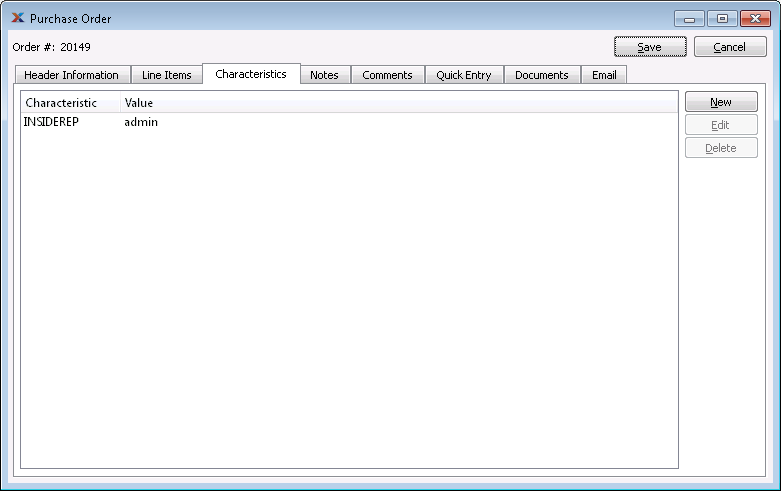 Purchase Order
Order #: 20149 Save Cancel
Header Information Line Items Characteristics Notes Comments Quick Entry Documents Email
Characteristic Value New
INSIDEREP admin
Edit
Delete